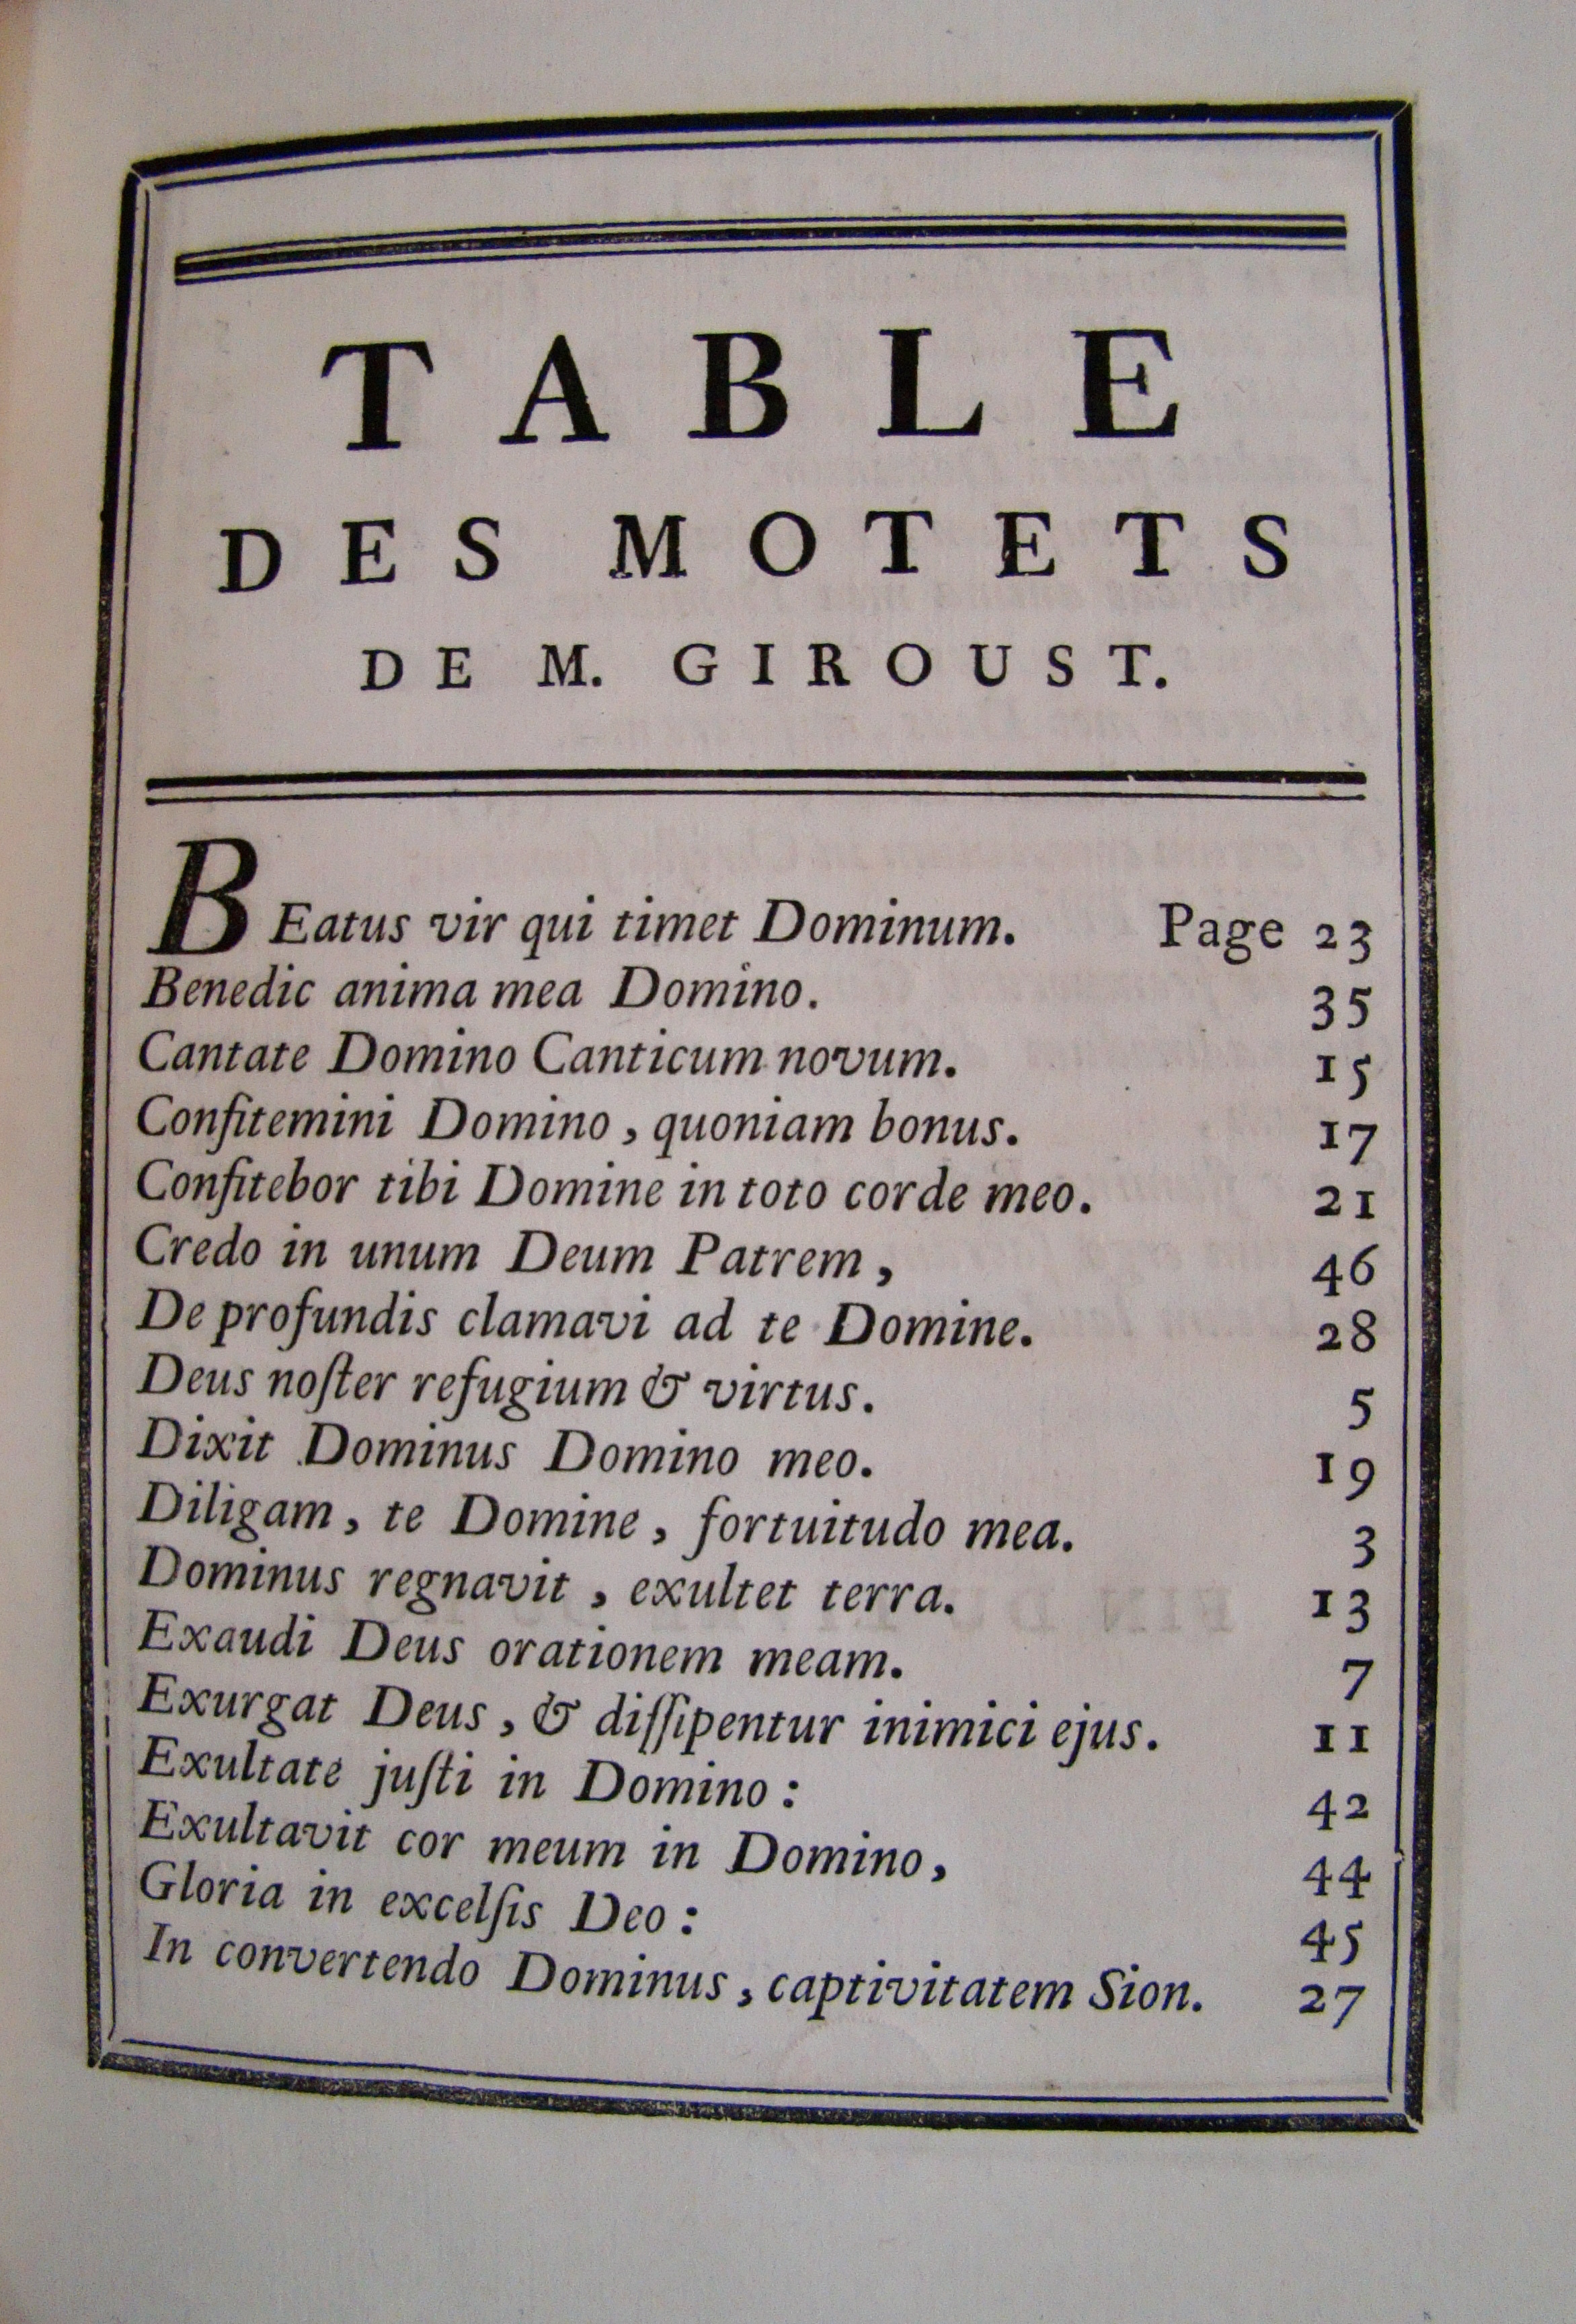 TABLE
DES MOTETS
DE M. GIROUST.
BEatus vir qui timet Dominum. Page 23
Benedic anima mea Domino. 35
Cantate Domino Canticum novum. 15
Confitemini Domino, quoniam bonus. 17
Confitebor tibi Domine in toto corde meo. 21
Credo in unum Deum Patrem, 46
De profundis clamavi ad te Domine. 28
Deus noſter refugium & virtus. 5
Dixit Dominus Domino meo. 19
Diligam, te Domine, fortuitudo mea. 3
Dominus regnavit, exultet terra. 13
Exaudi Deus orationem meam. 7
Exurgat Deus, & diſſipentur inimici ejus. 11
Exultate juſti in Domino: 42
Exultavit cor meum in Domino, 44
Gloria in excelſis Deo: 45
In convertendo Dominus, captivitatem Sion. 27